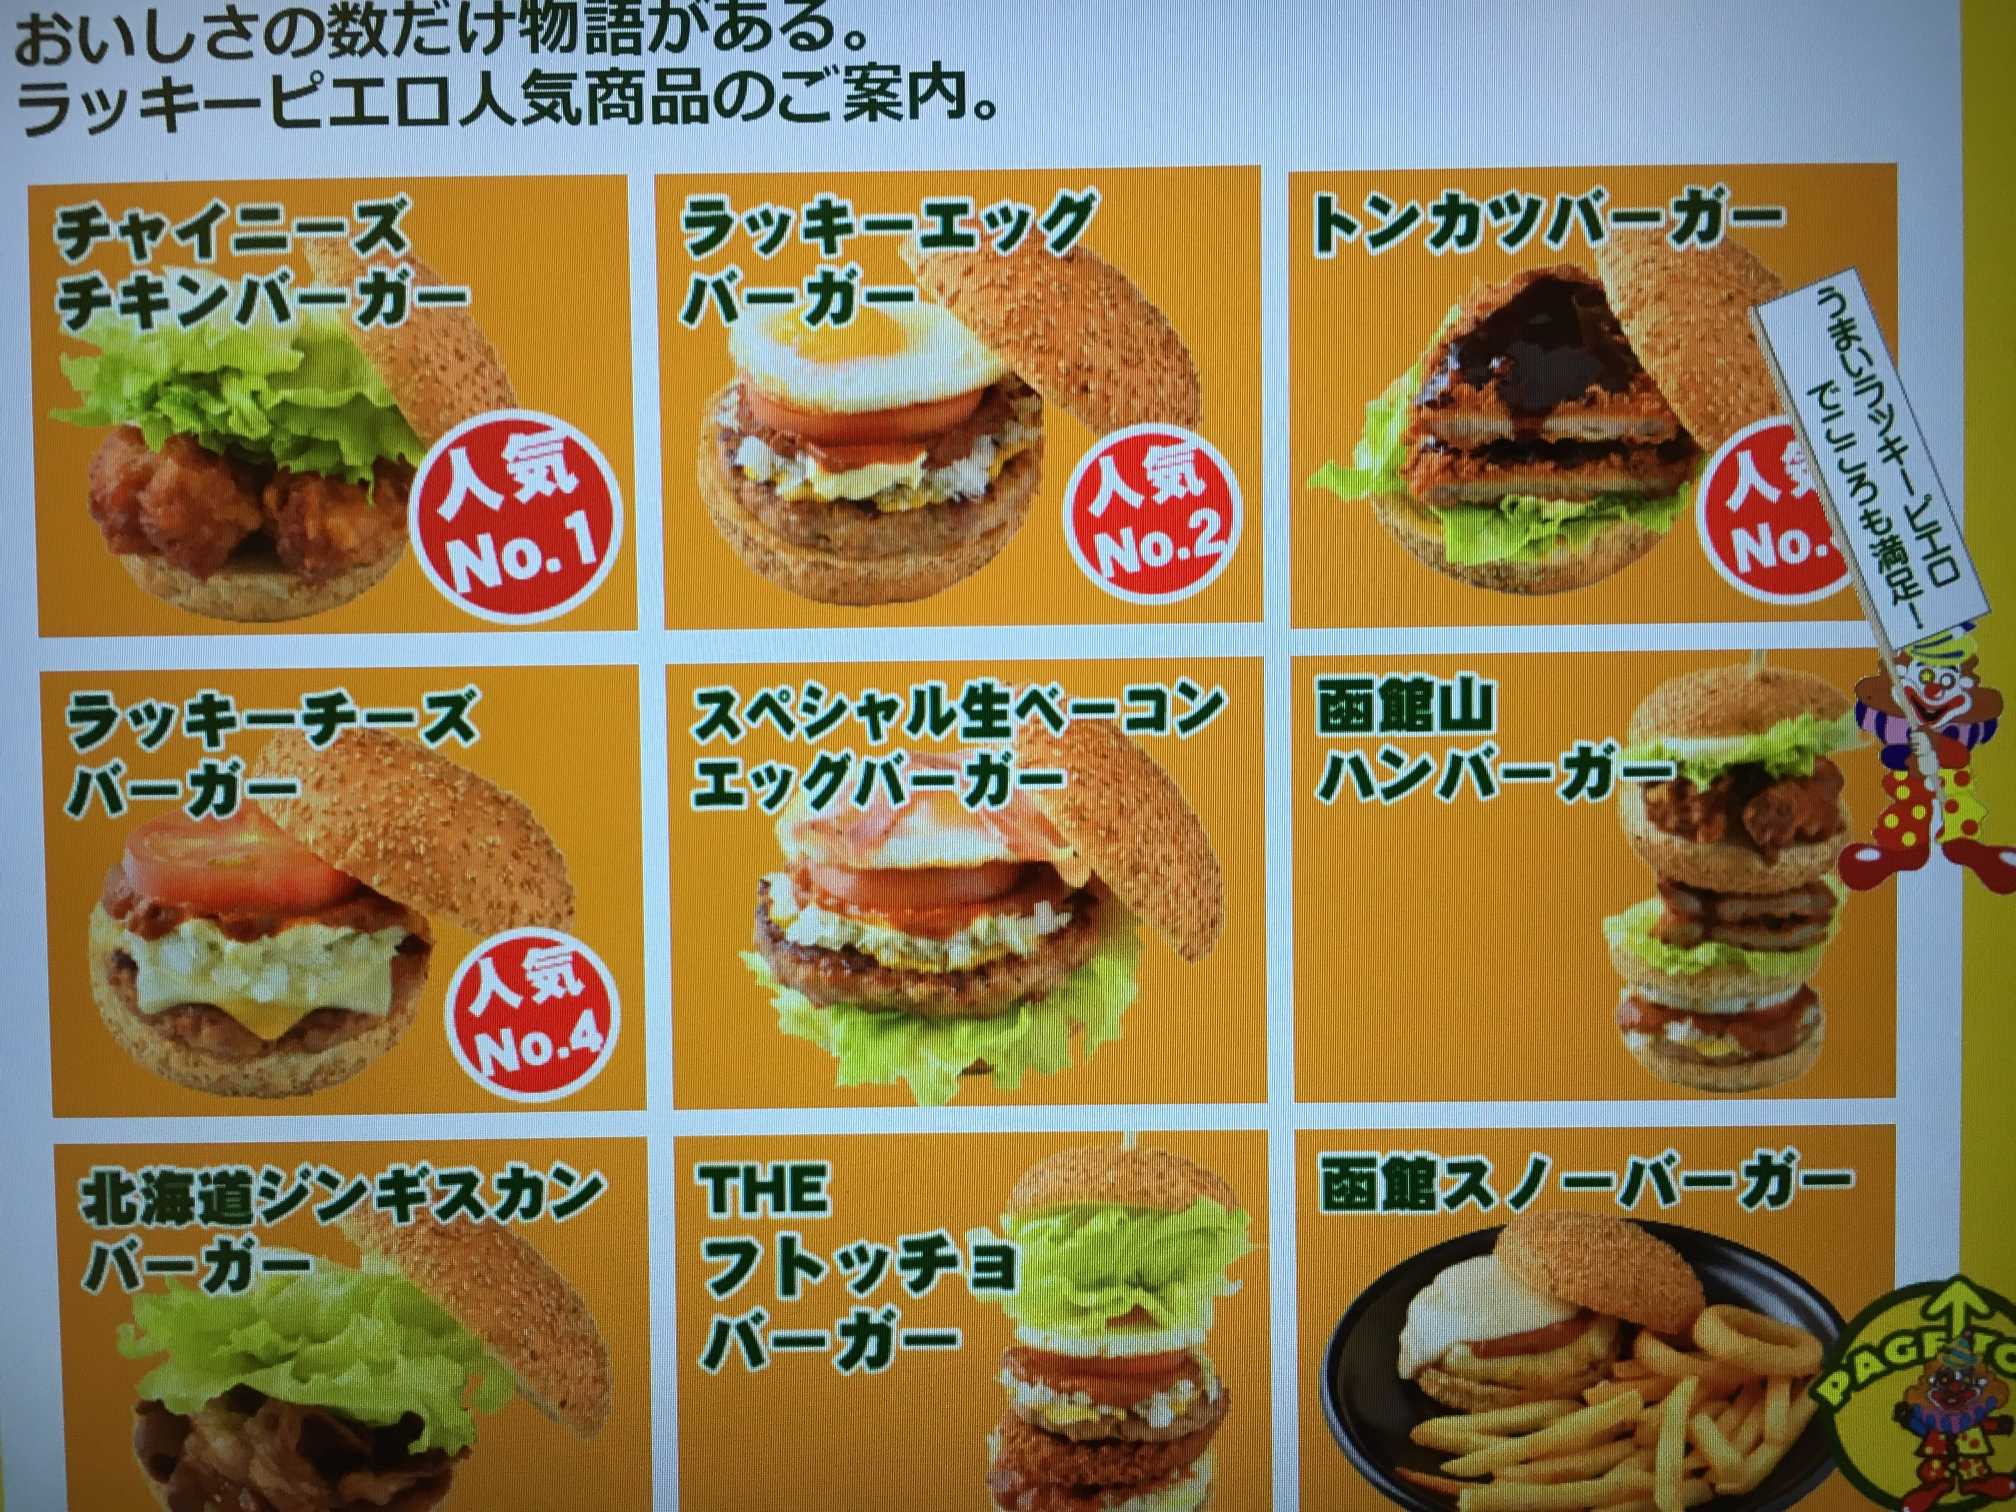 おいしさの数だけ物語がある。
ラッキーピエロ人気商品のご案内。
チャイニーズ
チキンバーガー
人気
No.1
ラッキーエッグ
バーガー
人気
No.2
トンカツバーガー
人気
No.
うまいラッキーピエロ
でこころも満足！
ラッキーチーズ
バーガー
人気
No.4
スペシャル生ベーコン
エッグバーガー
函館山
ハンバーガー
北海道ジンギスカン
バーガー
THE
フトッチョ
バーガー
函館スノーバーガー
PAGE TO